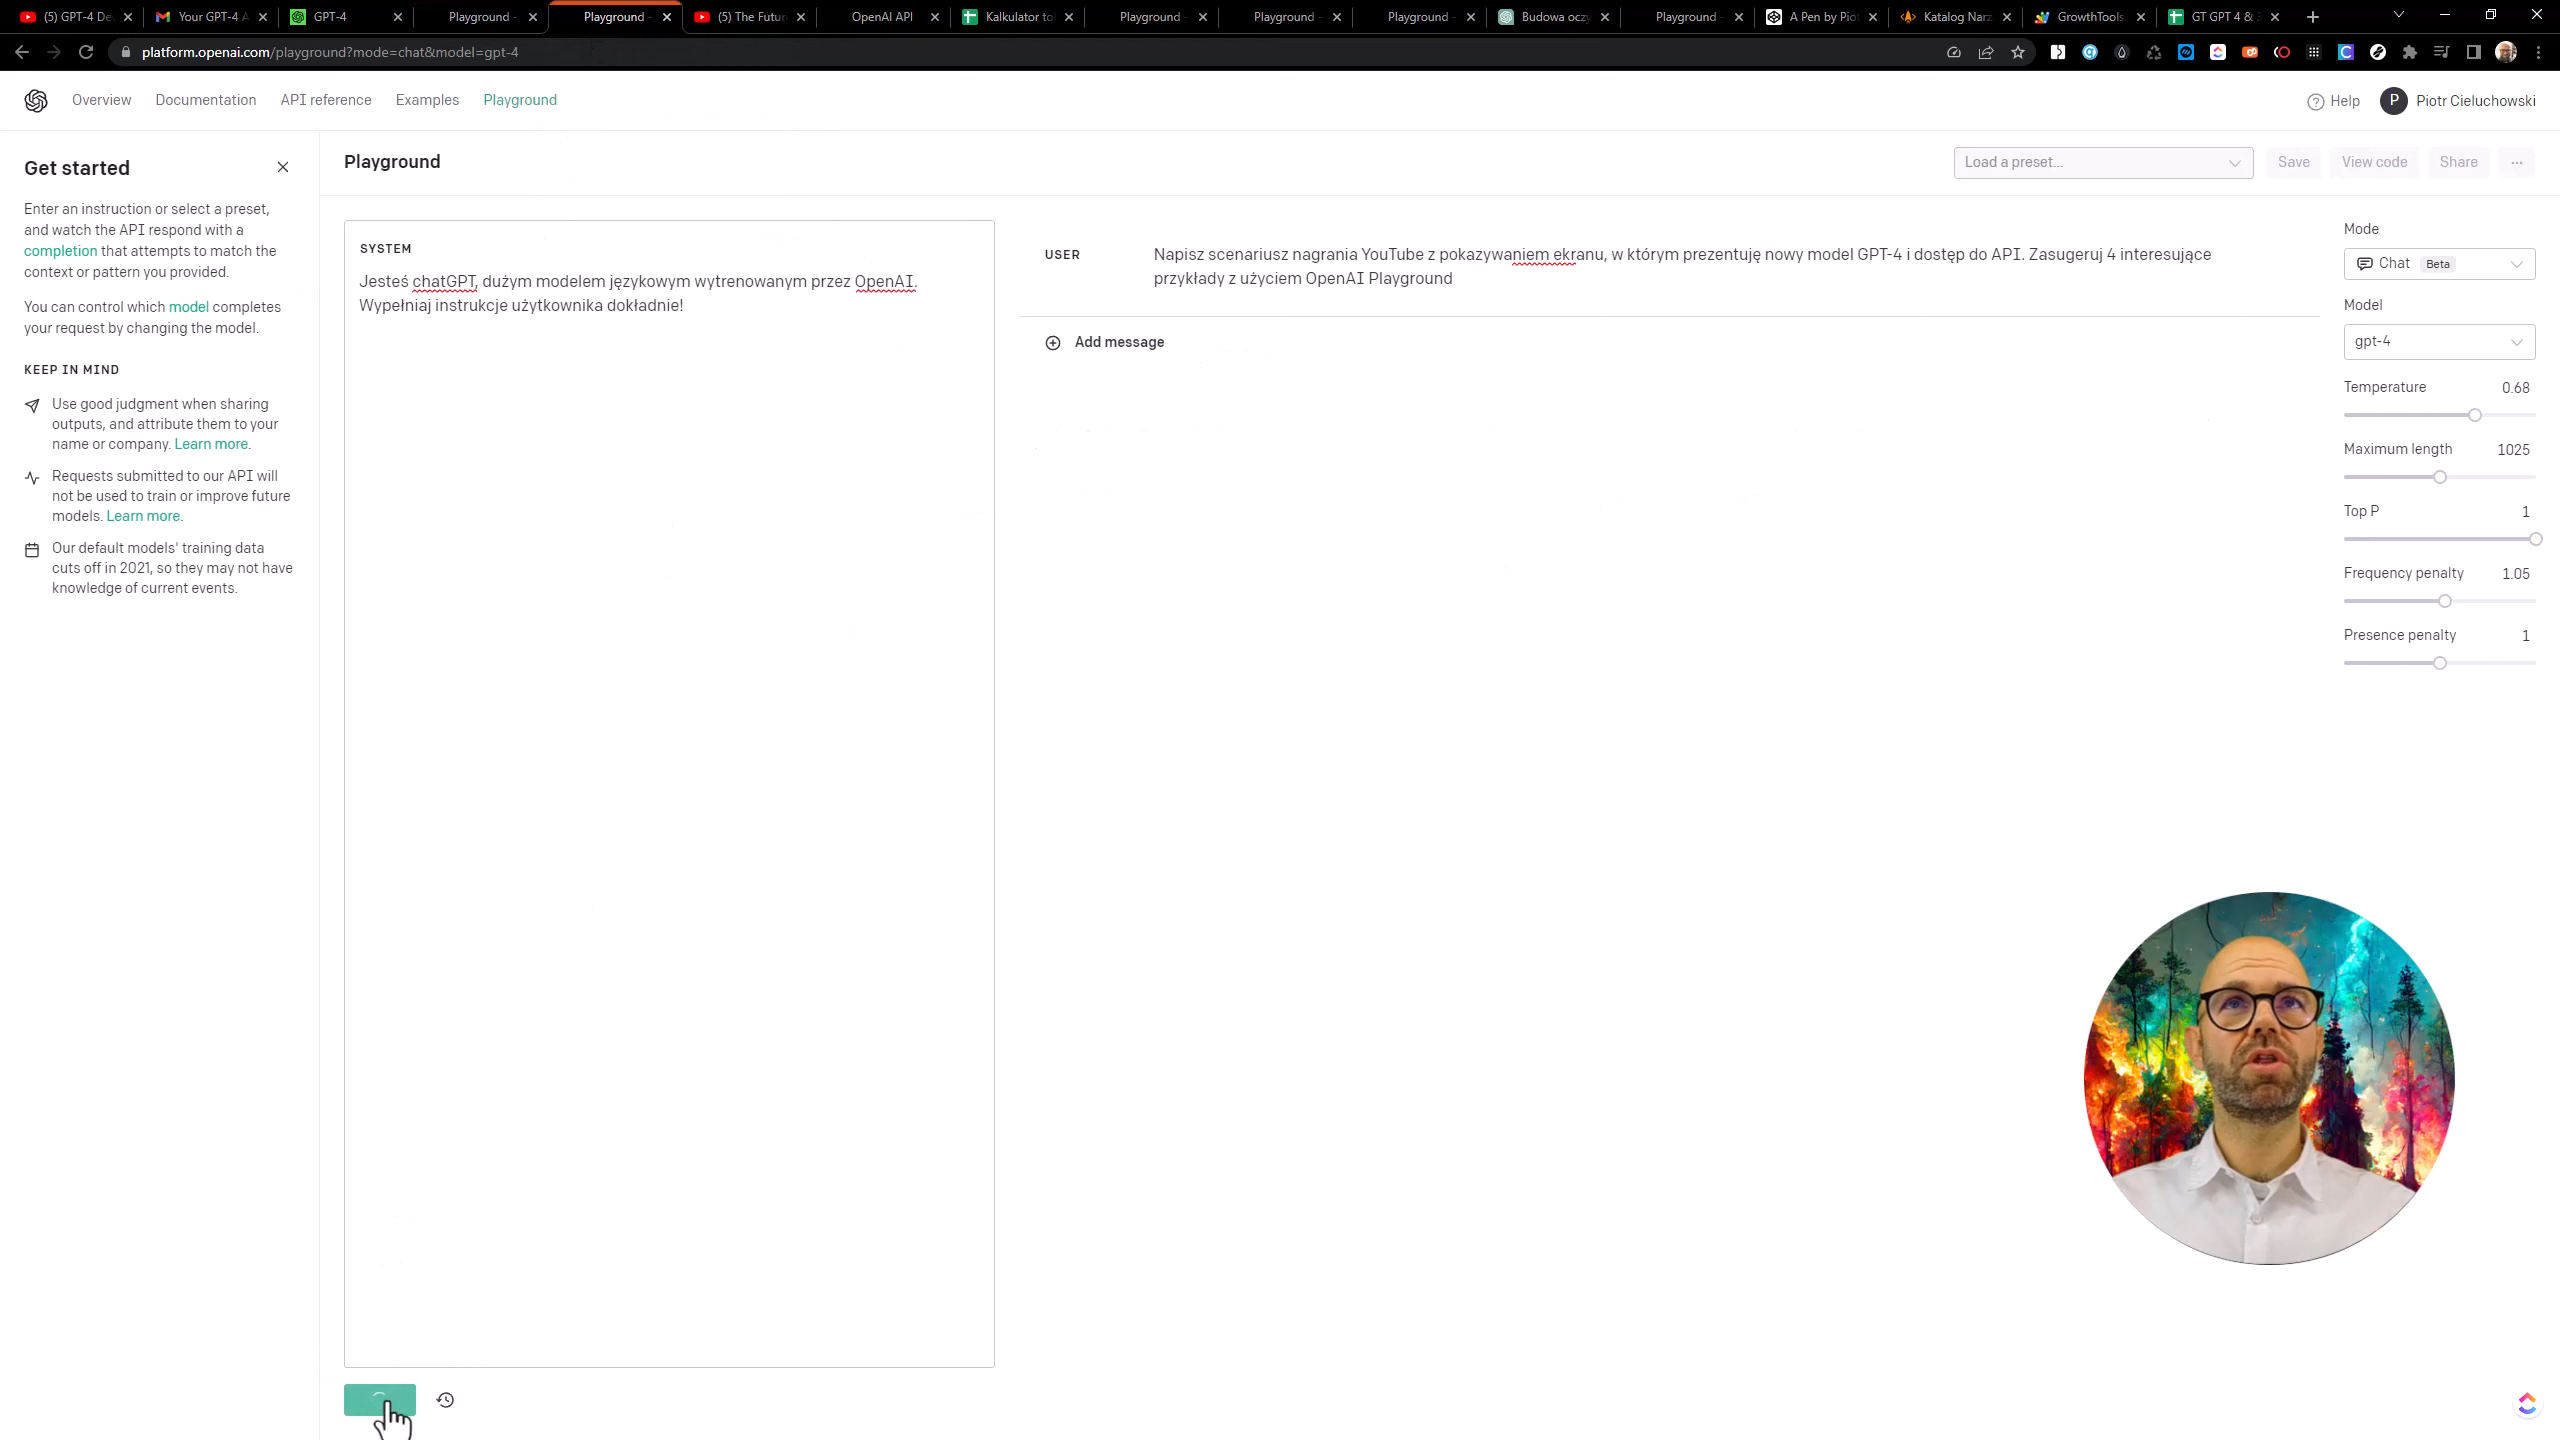 (5) GPT-4 De
Your GPT-4 A
GPT-4
Playground -
Playground -
(5) The Futur
OpenAI API
Kalkulator to
Playground -
Playground -
Playground -
Budowa oczy
Playground -
A Pen by Pio
Katalog Narz
GrowthTools
GT GPT 4 &
platform.openai.com/playground?mode=chat&model=gpt-4
Overview
Documentation
API reference
Examples
Playground
Help
P
Piotr Cieluchowski
Get started
Enter an instruction or select a preset,
and watch the API respond with a
completion that attempts to match the
context or pattern you provided.
You can control which model completes
your request by changing the model.
KEEP IN MIND
Use good judgment when sharing
outputs, and attribute them to your
name or company. Learn more.
Requests submitted to our API will
not be used to train or improve future
models. Learn more.
Our default models' training data
cuts off in 2021, so they may not have
knowledge of current events.
Playground
Load a preset...
Save
View code
Share
...
SYSTEM
Jesteś chatGPT, dużym modelem językowym wytrenowanym przez OpenAI.
Wypełniaj instrukcje użytkownika dokładnie!
USER
Napisz scenariusz nagrania YouTube z pokazywaniem ekranu, w którym prezentuję nowy model GPT-4 i dostęp do API. Zasugeruj 4 interesujące
przykłady z użyciem OpenAI Playground
Add message
Mode
Chat Beta
Model
gpt-4
Temperature 0.68
Maximum length 1025
Top P 1
Frequency penalty 1.05
Presence penalty 1